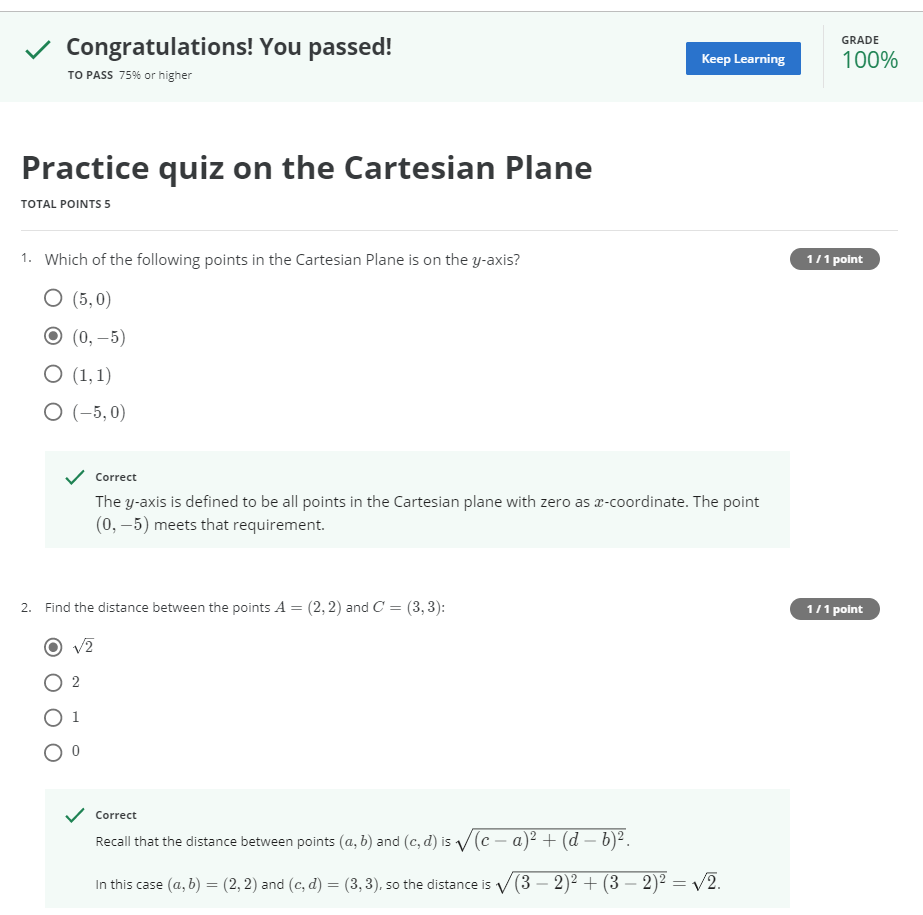 Congratulations! You passed!
TO PASS 75% or higher
Keep Learning
GRADE
100%
Practice quiz on the Cartesian Plane
TOTAL POINTS 5
1. Which of the following points in the Cartesian Plane is on the y-axis?
1 / 1 point
(5, 0)
(0, −5)
(1, 1)
(−5, 0)
Correct
The y-axis is defined to be all points in the Cartesian plane with zero as x-coordinate. The point
(0, −5) meets that requirement.
2. Find the distance between the points A = (2, 2) and C = (3, 3):
1 / 1 point
√2
2
1
0
Correct
Recall that the distance between points (a, b) and (c, d) is √((c − a)² + (d − b)²).
In this case (a, b) = (2, 2) and (c, d) = (3, 3), so the distance is √((3 − 2)² + (3 − 2)²) = √2.